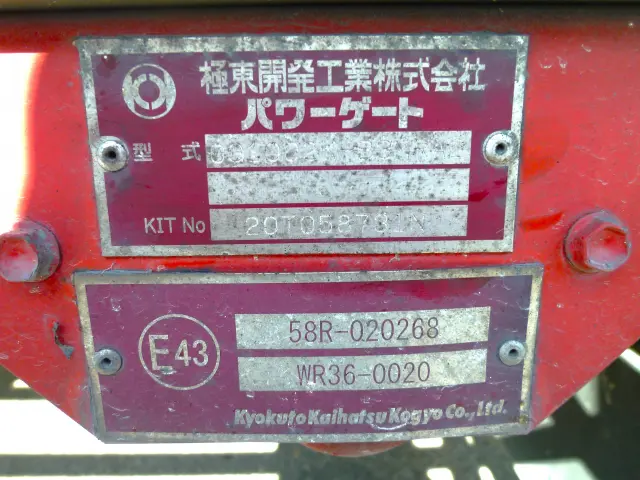 極東開発工業株式会社
パワーゲート
型式
KIT No 20T058791N
E43
58R-020268
WR36-0020
Kyokuto Kaihatsu Kogyo Co., Ltd.